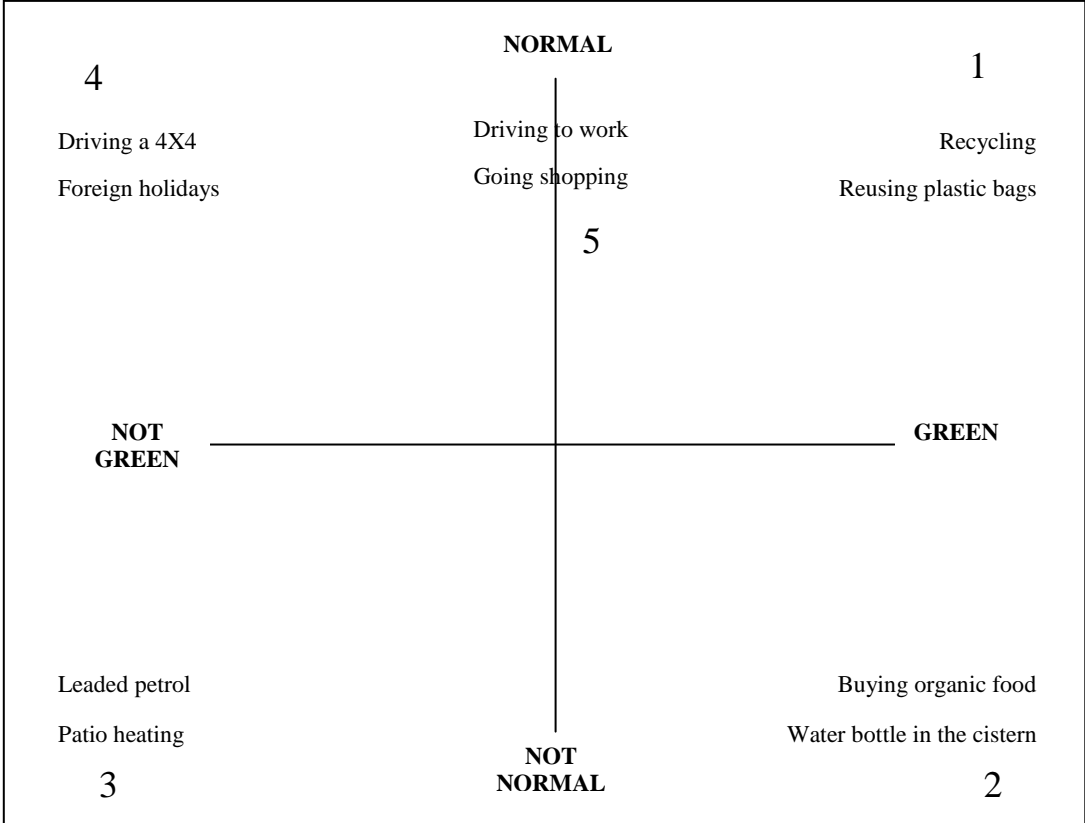 NORMAL
4
1
Driving a 4X4
Driving to work
Recycling
Foreign holidays
Going shopping
Reusing plastic bags
5
NOT
GREEN
GREEN
Leaded petrol
Buying organic food
Patio heating
Water bottle in the cistern
NOT
NORMAL
3
2